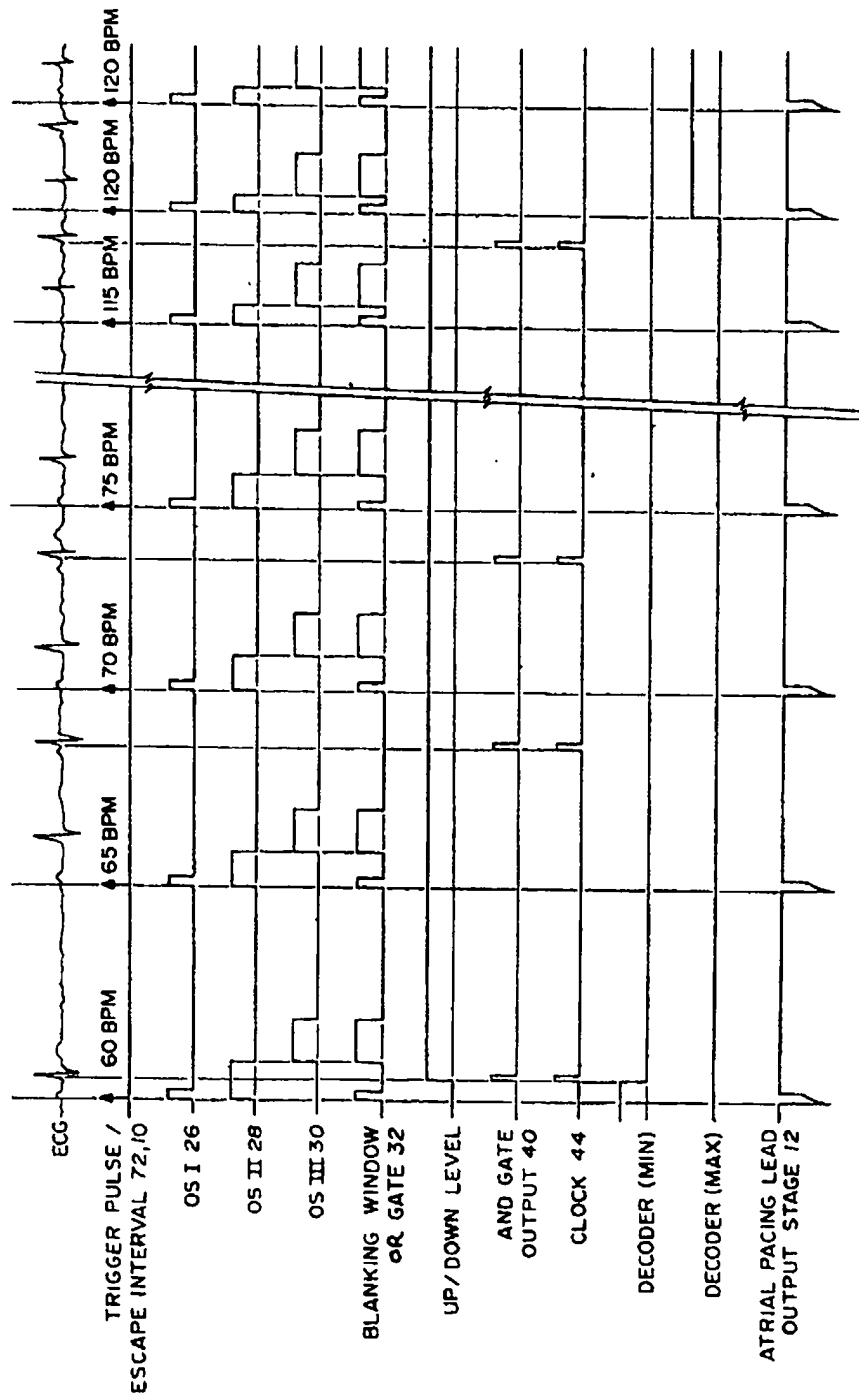 ECG
TRIGGER PULSE /
ESCAPE INTERVAL 72,10
60 BPM
65 BPM
70 BPM
75 BPM
115 BPM
120 BPM
120 BPM
OS I 26
OS II 28
OS III 30
BLANKING WINDOW
OR GATE 32
UP/DOWN LEVEL
AND GATE
OUTPUT 40
CLOCK 44
DECODER (MIN)
DECODER (MAX)
ATRIAL PACING LEAD
OUTPUT STAGE 12